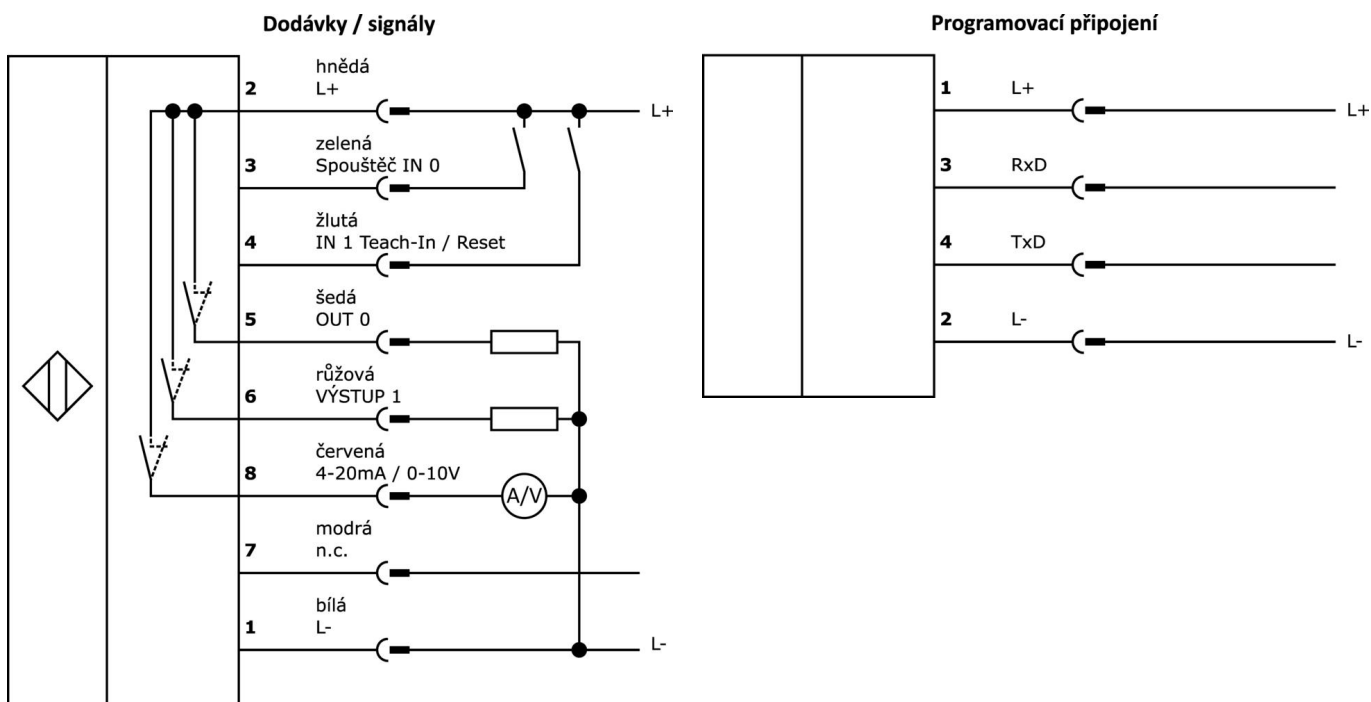 Dodávky / signály
hnědá
2 L+
L+
zelená
3 Spouštěč IN 0
žlutá
4 IN 1 Teach-In / Reset
šedá
5 OUT 0
růžová
6 VÝSTUP 1
červená
8 4-20mA / 0-10V
A/V
modrá
7 n.c.
bílá
1 L-
L-
Programovací připojení
1 L+
L+
3 RxD
4 TxD
2 L-
L-